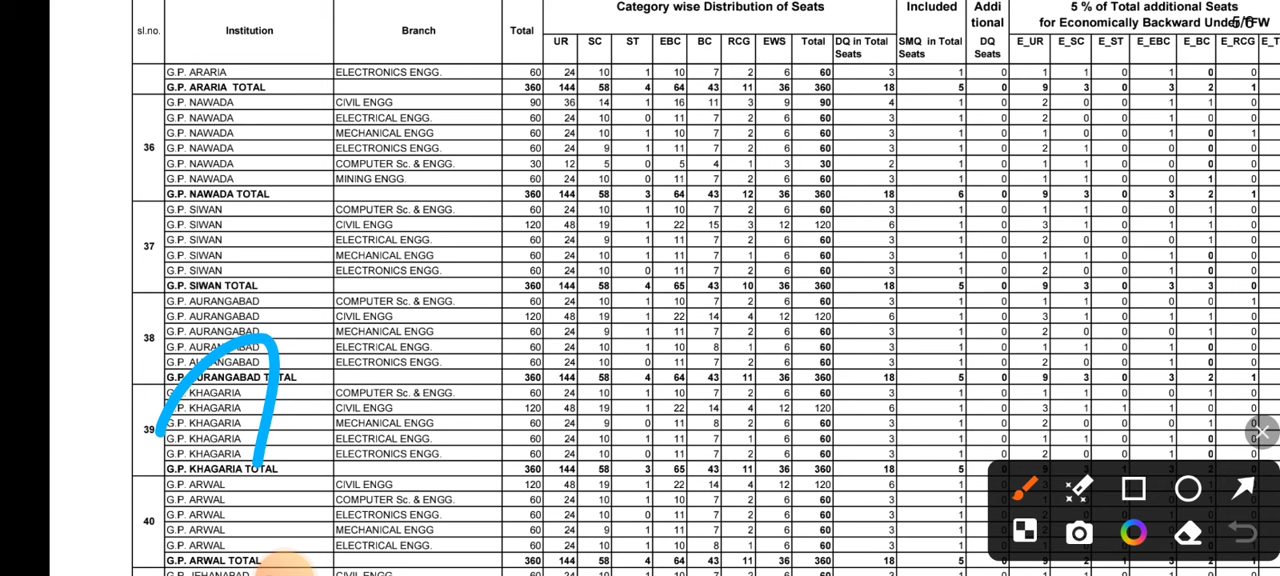 Category wise Distribution of Seats Included Addi tional 5 % of Total additional Seats for Economically Backward Under TFW
5/6
sl.no. Institution Branch Total UR SC ST EBC BC RCG EWS Total DQ in Total Seats SMQ in Total Seats DQ Seats E_UR E_SC E_ST E_EBC E_BC E_RCG E_T
G.P. ARARIA ELECTRONICS ENGG. 60 24 10 1 10 7 2 6 60 3 1 0 1 1 0 1 0 0
G.P. ARARIA TOTAL 360 144 58 4 64 43 11 36 360 18 5 0 9 3 0 3 2 1
G.P. NAWADA CIVIL ENGG 90 36 14 1 16 11 3 9 90 4 1 0 2 0 0 1 1 0
G.P. NAWADA ELECTRICAL ENGG. 60 24 10 0 11 7 2 6 60 3 1 0 2 0 0 1 0 0
G.P. NAWADA MECHANICAL ENGG 60 24 10 1 10 7 2 6 60 3 1 0 1 1 0 0 0 1
36 G.P. NAWADA ELECTRONICS ENGG. 60 24 9 1 11 7 2 6 60 3 1 0 2 1 0 0 0 0
G.P. NAWADA COMPUTER Sc. & ENGG. 30 12 5 0 5 4 1 3 30 2 1 0 1 1 0 0 0 0
G.P. NAWADA MINING ENGG. 60 24 10 0 11 7 2 6 60 3 1 0 1 0 0 1 1 0
G.P. NAWADA TOTAL 360 144 58 3 64 43 12 36 360 18 6 0 9 3 0 3 2 1
G.P. SIWAN COMPUTER Sc. & ENGG. 60 24 10 1 10 7 2 6 60 3 1 0 1 1 0 0 1 0
G.P. SIWAN CIVIL ENGG 120 48 19 1 22 15 3 12 120 6 1 0 3 1 0 1 1 0
37 G.P. SIWAN ELECTRICAL ENGG. 60 24 9 1 11 7 2 6 60 3 1 0 2 0 0 0 1 0
G.P. SIWAN MECHANICAL ENGG 60 24 10 1 11 7 1 6 60 3 1 0 1 1 0 1 0 0
G.P. SIWAN ELECTRONICS ENGG. 60 24 10 0 11 7 2 6 60 3 1 0 2 0 0 1 0 0
G.P. SIWAN TOTAL 360 144 58 4 65 43 10 36 360 18 5 0 9 3 0 3 3 0
G.P. AURANGABAD COMPUTER Sc. & ENGG. 60 24 10 1 10 7 2 6 60 3 1 0 1 1 0 0 0 1
G.P. AURANGABAD CIVIL ENGG 120 48 19 1 22 14 4 12 120 6 1 0 3 1 0 1 1 0
38 G.P. AURANGABAD MECHANICAL ENGG 60 24 9 1 11 7 2 6 60 3 1 0 2 0 0 0 1 0
G.P. AURANGABAD ELECTRICAL ENGG. 60 24 10 1 10 8 1 6 60 3 1 0 1 1 0 1 0 0
G.P. AURANGABAD ELECTRONICS ENGG. 60 24 10 0 11 7 2 6 60 3 1 0 2 0 0 1 0 0
G.P. AURANGABAD TOTAL 360 144 58 4 64 43 11 36 360 18 5 0 9 3 0 3 2 1
G.P. KHAGARIA COMPUTER Sc. & ENGG. 60 24 10 1 10 7 2 6 60 3 1 0 1 1 0 0 1 0
G.P. KHAGARIA CIVIL ENGG 120 48 19 1 22 14 4 12 120 6 1 0 3 1 1 1 0 0
39 G.P. KHAGARIA MECHANICAL ENGG 60 24 9 0 11 8 2 6 60 3 1 0 2 0 0 0 1
G.P. KHAGARIA ELECTRICAL ENGG. 60 24 10 1 11 7 1 6 60 3 1 0 1 1 0 1 0
G.P. KHAGARIA ELECTRONICS ENGG. 60 24 10 0 11 7 2 6 60 3 1 0 2 0 0 1 0 0
G.P. KHAGARIA TOTAL 360 144 58 3 65 43 11 36 360 18 5
G.P. ARWAL CIVIL ENGG 120 48 19 1 22 14 4 12 120 6 1
G.P. ARWAL COMPUTER Sc. & ENGG. 60 24 10 1 10 7 2 6 60 3 1
G.P. ARWAL ELECTRONICS ENGG. 60 24 10 0 11 7 2 6 60 3 1
40 G.P. ARWAL MECHANICAL ENGG 60 24 9 1 11 7 2 6 60 3 1
G.P. ARWAL ELECTRICAL ENGG. 60 24 10 1 10 8 1 6 60 3 1
G.P. ARWAL TOTAL 360 144 58 4 64 43 11 36 360 18 5
G.P. JEHANABAD CIVIL ENGG